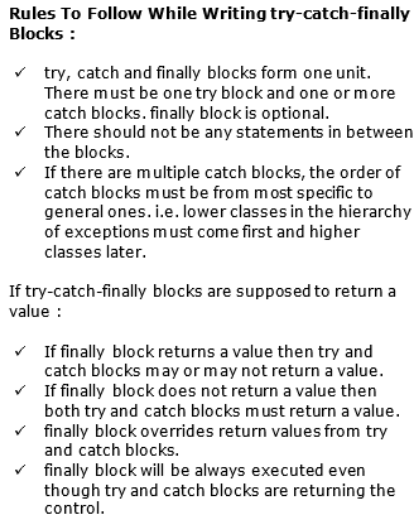 Rules To Follow While Writing try-catch-finally
Blocks :
✓ try, catch and finally blocks form one unit.
There must be one try block and one or more
catch blocks. finally block is optional.
✓ There should not be any statements in between
the blocks.
✓ If there are multiple catch blocks, the order of
catch blocks must be from most specific to
general ones. i.e. lower classes in the hierarchy
of exceptions must come first and higher
classes later.
If try-catch-finally blocks are supposed to return a
value :
✓ If finally block returns a value then try and
catch blocks may or may not return a value.
✓ If finally block does not return a value then
both try and catch blocks must return a value.
✓ finally block overrides return values from try
and catch blocks.
✓ finally block will be always executed even
though try and catch blocks are returning the
control.